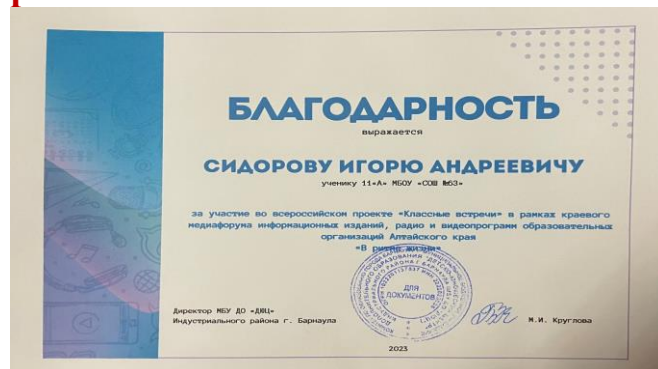 БЛАГОДАРНОСТЬ
выражается
СИДОРОВУ ИГОРЮ АНДРЕЕВИЧУ
ученику 11«А» МБОУ «СОШ №53»
за участие во всероссийском проекте «Классные встречи» в рамках краевого
медиафорума информационных изданий, радио и видеопрограмм образовательных
организаций Алтайского края
«В ритме жизни»
ДЛЯ
ДОКУМЕНТОВ
Директор МБУ ДО «ДЮЦ»
Индустриального района г. Барнаула
М.И. Круглова
2023